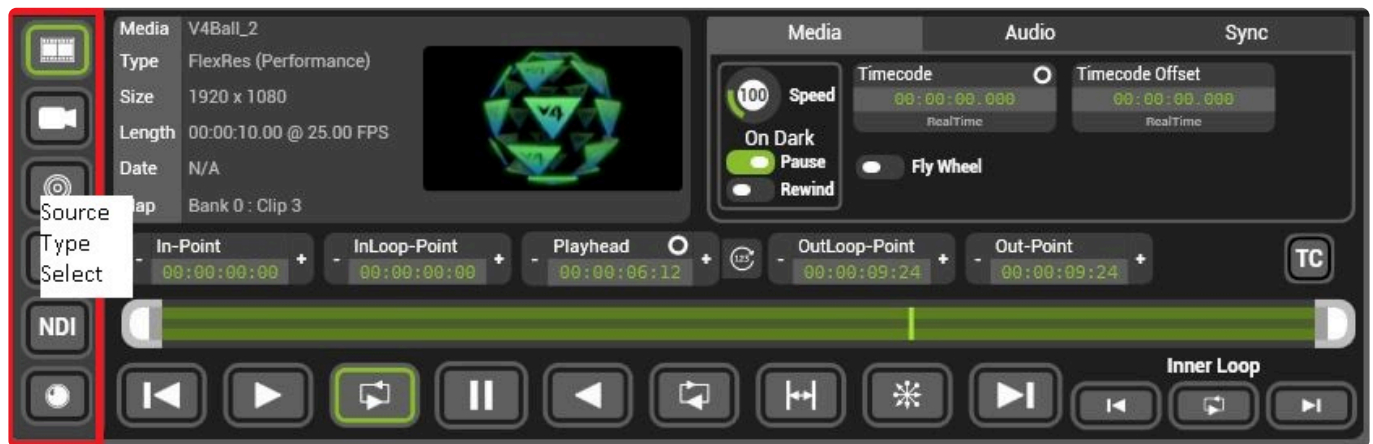 Media V4Ball_2
Type FlexRes (Performance)
Size 1920 x 1080
Length 00:00:10.00 @ 25.00 FPS
Date N/A
ap Bank 0 : Clip 3
V4
Media Audio Sync
100 Speed
On Dark
Pause
Rewind
Timecode
00:00:00.000
RealTime
Timecode Offset
00:00:00.000
RealTime
Fly Wheel
Source
Type
Select
In-Point
- 00:00:00:00 +
InLoop-Point
- 00:00:00:00 +
Playhead
- 00:00:06:12 +
123
OutLoop-Point
- 00:00:09:24 +
Out-Point
- 00:00:09:24 +
TC
NDI
Inner Loop